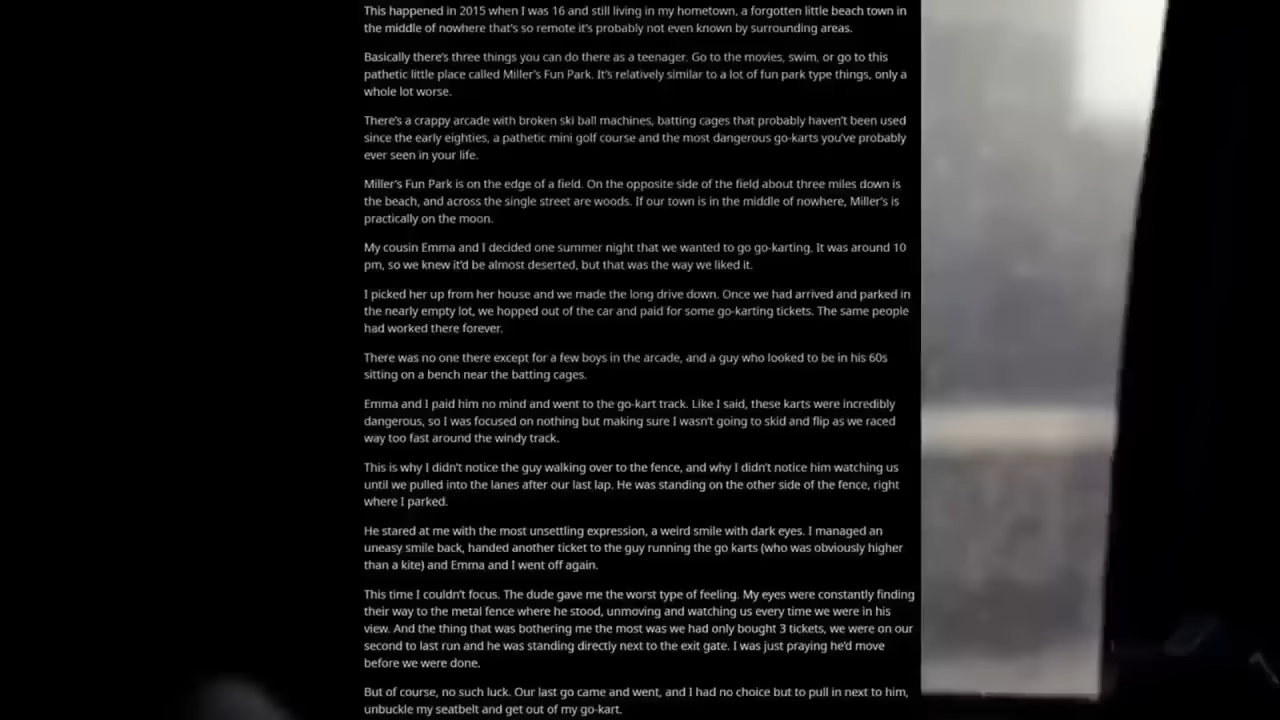 This happened in 2015 when I was 16 and still living in my hometown, a forgotten little beach town in
the middle of nowhere that's so remote it's probably not even known by surrounding areas.
Basically there's three things you can do there as a teenager. Go to the movies, swim, or go to this
pathetic little place called Miller's Fun Park. It's relatively similar to a lot of fun park type things, only a
whole lot worse.
There's a crappy arcade with broken ski ball machines, batting cages that probably haven't been used
since the early eighties, a pathetic mini golf course and the most dangerous go-karts you've probably
ever seen in your life.
Miller's Fun Park is on the edge of a field. On the opposite side of the field about three miles down is
the beach, and across the single street are woods. If our town is in the middle of nowhere, Miller's is
practically on the moon.
My cousin Emma and I decided one summer night that we wanted to go go-karting. It was around 10
pm, so we knew it'd be almost deserted, but that was the way we liked it.
I picked her up from her house and we made the long drive down. Once we had arrived and parked in
the nearly empty lot, we hopped out of the car and paid for some go-karting tickets. The same people
had worked there forever.
There was no one there except for a few boys in the arcade, and a guy who looked to be in his 60s
sitting on a bench near the batting cages.
Emma and I paid him no mind and went to the go-kart track. Like I said, these karts were incredibly
dangerous, so I was focused on nothing but making sure I wasn't going to skid and flip as we raced
way too fast around the windy track.
This is why I didn't notice the guy walking over to the fence, and why I didn't notice him watching us
until we pulled into the lanes after our last lap. He was standing on the other side of the fence, right
where I parked.
He stared at me with the most unsettling expression, a weird smile with dark eyes. I managed an
uneasy smile back, handed another ticket to the guy running the go karts (who was obviously higher
than a kite) and Emma and I went off again.
This time I couldn't focus. The dude gave me the worst type of feeling. My eyes were constantly finding
their way to the metal fence where he stood, unmoving and watching us every time we were in his
view. And the thing that was bothering me the most was we had only bought 3 tickets, we were on our
second to last run and he was standing directly next to the exit gate. I was just praying he'd move
before we were done.
But of course, no such luck. Our last go came and went, and I had no choice but to pull in next to him,
unbuckle my seatbelt and get out of my go-kart.